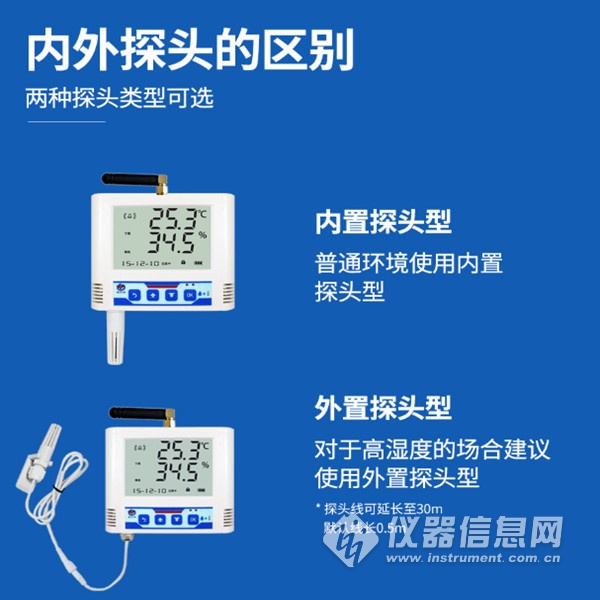 内外探头的区别
两种探头类型可选
25.3℃
34.5%
15-12-10
OK
内置探头型
普通环境使用内置
探头型
25.3℃
34.5%
15-12-10
OK
外置探头型
对于高湿度的场合建议
使用外置探头型
* 探头线可延长至30m
默认线长0.5m
仪器信息网
www.instrument.com.cn